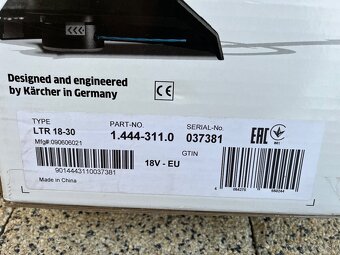 Designed and engineered
by Kärcher in Germany
CE
TYPE
LTR 18-30
Mfg# 090606021
PART-NO.
1.444-311.0
SERIAL-No.
037381
EAC
18V - EU
GTIN
9014443110037381
Made in China